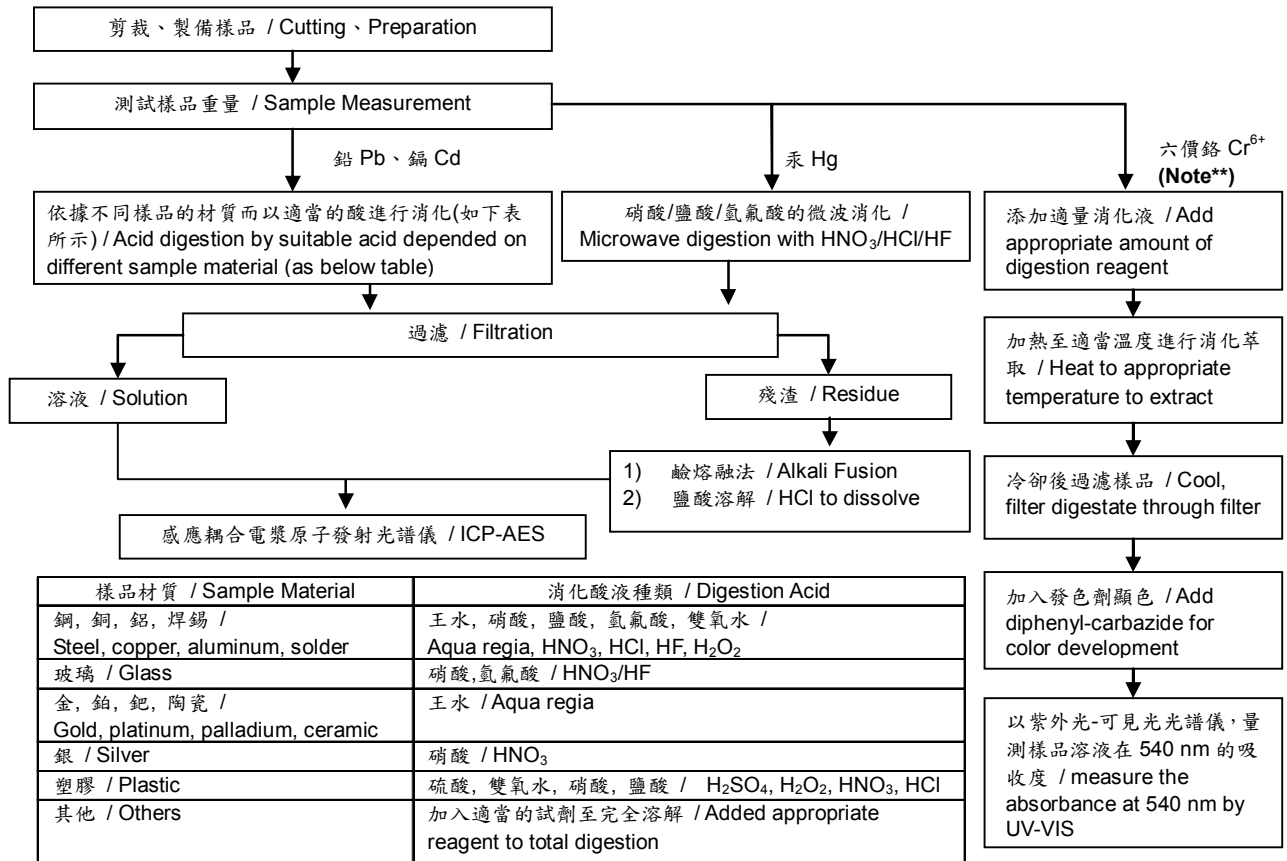 剪裁、製備樣品 / Cutting、Preparation
測試樣品重量 / Sample Measurement
鉛 Pb、鎘 Cd
汞 Hg
六價鉻 Cr⁶⁺
(Note**)
依據不同樣品的材質而以適當的酸進行消化(如下表
所示) / Acid digestion by suitable acid depended on
different sample material (as below table)
硝酸/鹽酸/氫氟酸的微波消化 /
Microwave digestion with HNO₃/HCl/HF
添加適量消化液 / Add
appropriate amount of
digestion reagent
過濾 / Filtration
加熱至適當溫度進行消化萃
取 / Heat to appropriate
temperature to extract
溶液 / Solution
殘渣 / Residue
1) 鹼熔融法 / Alkali Fusion
2) 鹽酸溶解 / HCl to dissolve
冷卻後過濾樣品 / Cool,
filter digestate through filter
感應耦合電漿原子發射光譜儀 / ICP-AES
加入發色劑顯色 / Add
diphenyl-carbazide for
color development
以紫外光-可見光光譜儀，量
測樣品溶液在 540 nm 的吸
收度 / measure the
absorbance at 540 nm by
UV-VIS
樣品材質 / Sample Material
消化酸液種類 / Digestion Acid
鋼, 銅, 鋁, 焊錫 /
Steel, copper, aluminum, solder
王水, 硝酸, 鹽酸, 氫氟酸, 雙氧水 /
Aqua regia, HNO₃, HCl, HF, H₂O₂
玻璃 / Glass
硝酸,氫氟酸 / HNO₃/HF
金, 鉑, 鈀, 陶瓷 /
Gold, platinum, palladium, ceramic
王水 / Aqua regia
銀 / Silver
硝酸 / HNO₃
塑膠 / Plastic
硫酸, 雙氧水, 硝酸, 鹽酸 / H₂SO₄, H₂O₂, HNO₃, HCl
其他 / Others
加入適當的試劑至完全溶解 / Added appropriate
reagent to total digestion